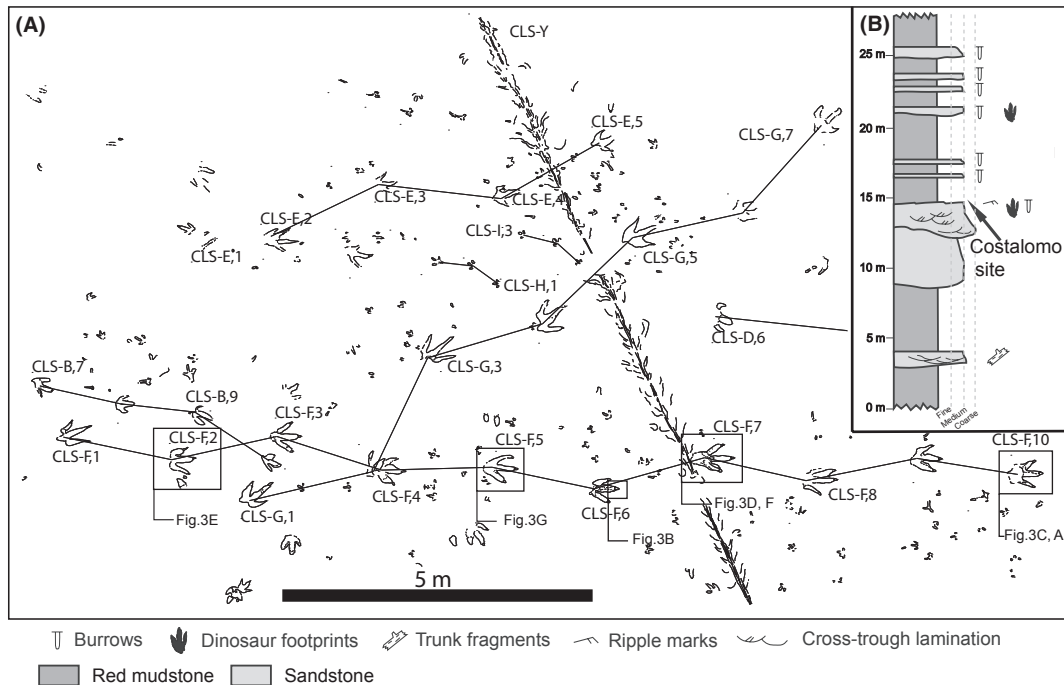 (A)
CLS-Y
CLS-E,5
CLS-G,7
CLS-E,2
CLS-E,3
CLS-E,4
CLS-E,1
CLS-I,3
CLS-G,5
CLS-H,1
CLS-D,6
CLS-G,3
CLS-B,7
CLS-B,9
CLS-F,3
CLS-F,1
CLS-F,2
CLS-F,5
CLS-F,7
CLS-F,10
CLS-F,4
CLS-F,8
CLS-G,1
CLS-F,6
Fig.3E
Fig.3G
Fig.3B
Fig.3D, F
Fig.3C, A
5 m
(B)
25 m
20 m
15 m
Costalomo
site
10 m
5 m
0 m
Fine
Medium
Coarse
Burrows
Dinosaur footprints
Trunk fragments
Ripple marks
Cross-trough lamination
Red mudstone
Sandstone